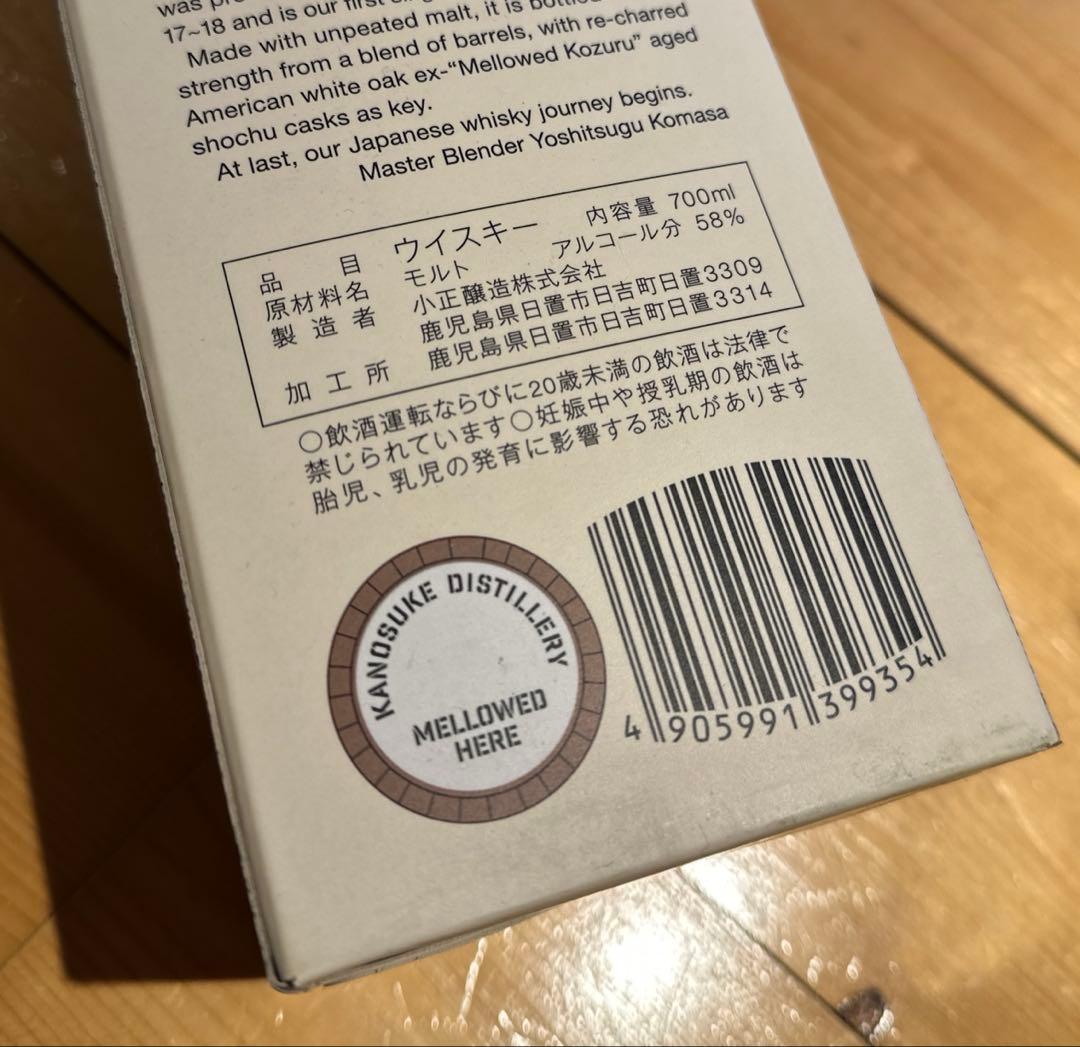 was
17~18 and is our first
Made with unpeated malt, it is bottled
strength from a blend of barrels, with re-charred
American white oak ex-“Mellowed Kozuru” aged
shochu casks as key.
At last, our Japanese whisky journey begins.
Master Blender Yoshitsugu Komasa
品目 ウイスキー 内容量 700ml
原材料名 モルト アルコール分 58%
製造者 小正醸造株式会社
鹿児島県日置市日吉町日置3309
加工所 鹿児島県日置市日吉町日置3314
○飲酒運転ならびに20歳未満の飲酒は法律で
禁じられています○妊娠中や授乳期の飲酒は
胎児、乳児の発育に影響する恐れがあります
KANOSUKE DISTILLERY
MELLOWED
HERE
4 905991 399354